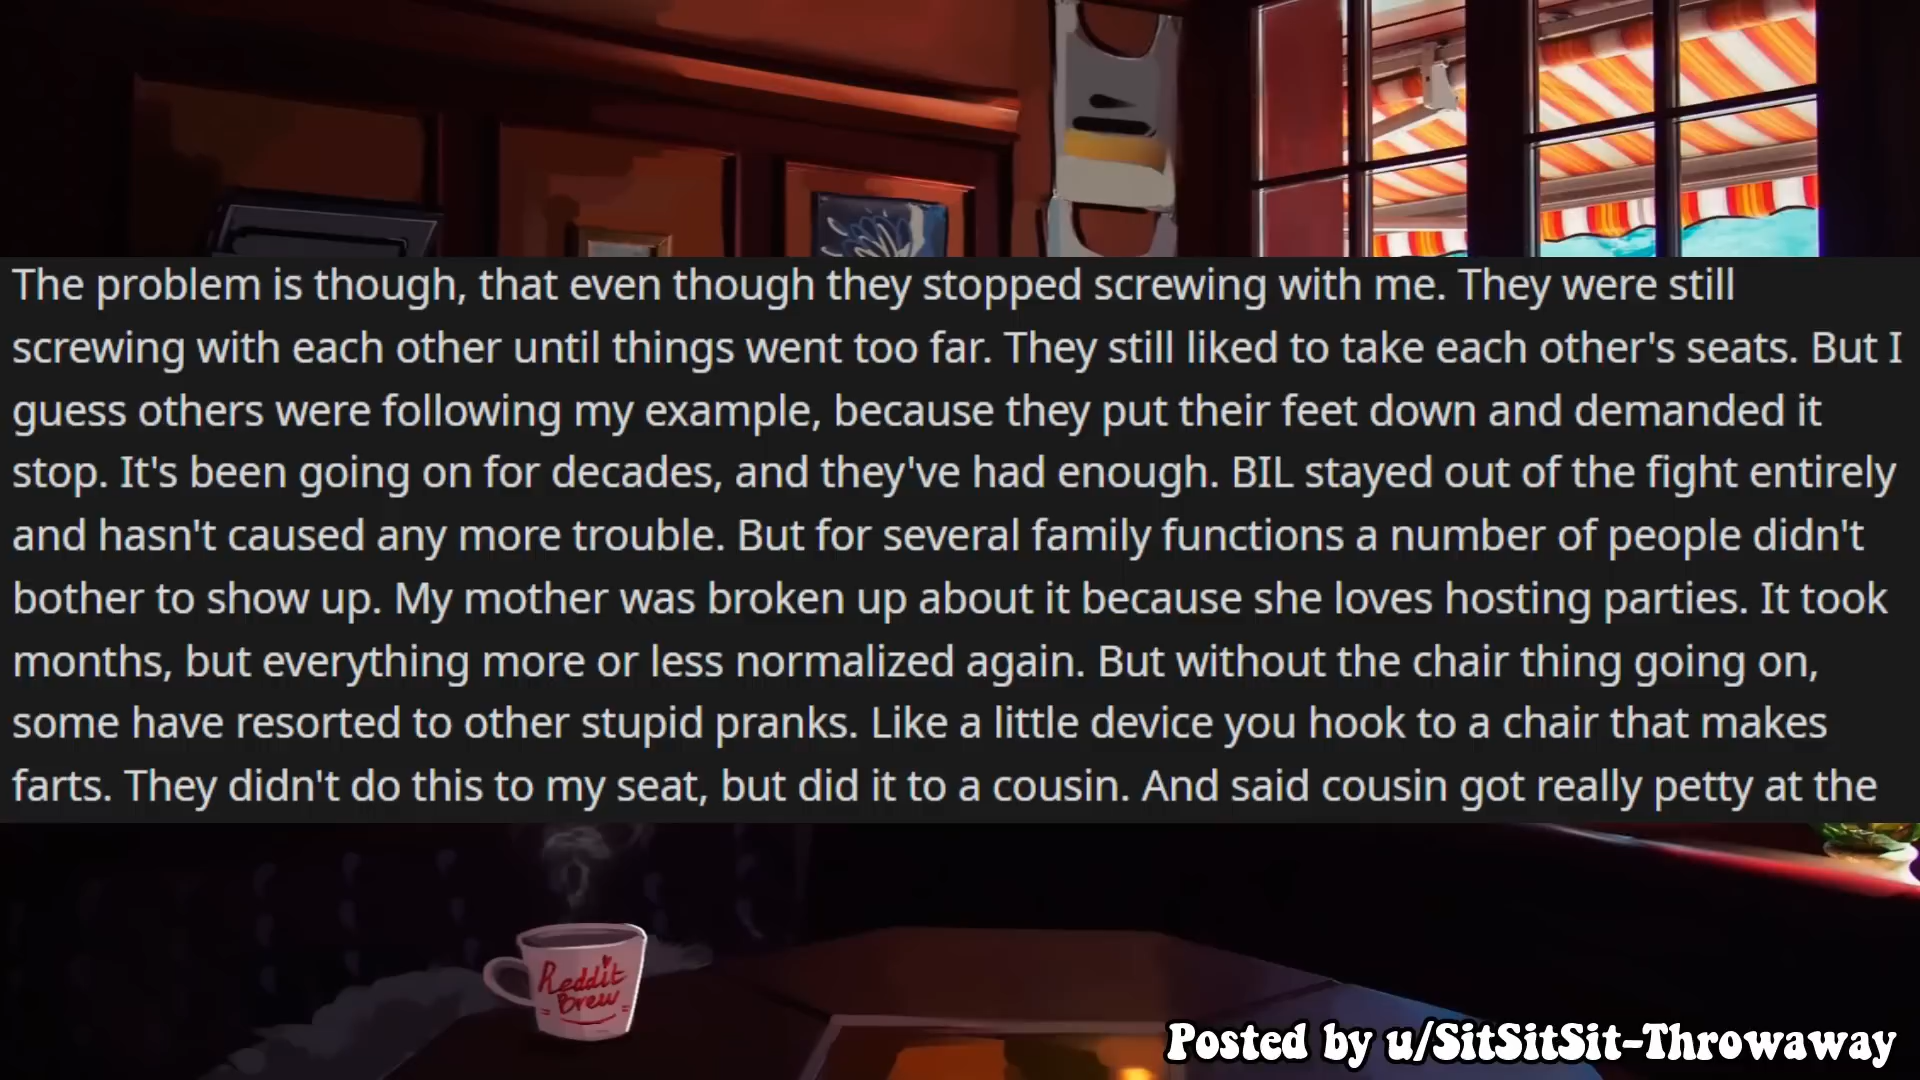 The problem is though, that even though they stopped screwing with me. They were still
screwing with each other until things went too far. They still liked to take each other's seats. But I
guess others were following my example, because they put their feet down and demanded it
stop. It's been going on for decades, and they've had enough. BIL stayed out of the fight entirely
and hasn't caused any more trouble. But for several family functions a number of people didn't
bother to show up. My mother was broken up about it because she loves hosting parties. It took
months, but everything more or less normalized again. But without the chair thing going on,
some have resorted to other stupid pranks. Like a little device you hook to a chair that makes
farts. They didn't do this to my seat, but did it to a cousin. And said cousin got really petty at the
Reddit
Brew
Posted by u/SitSitSit-Throwaway